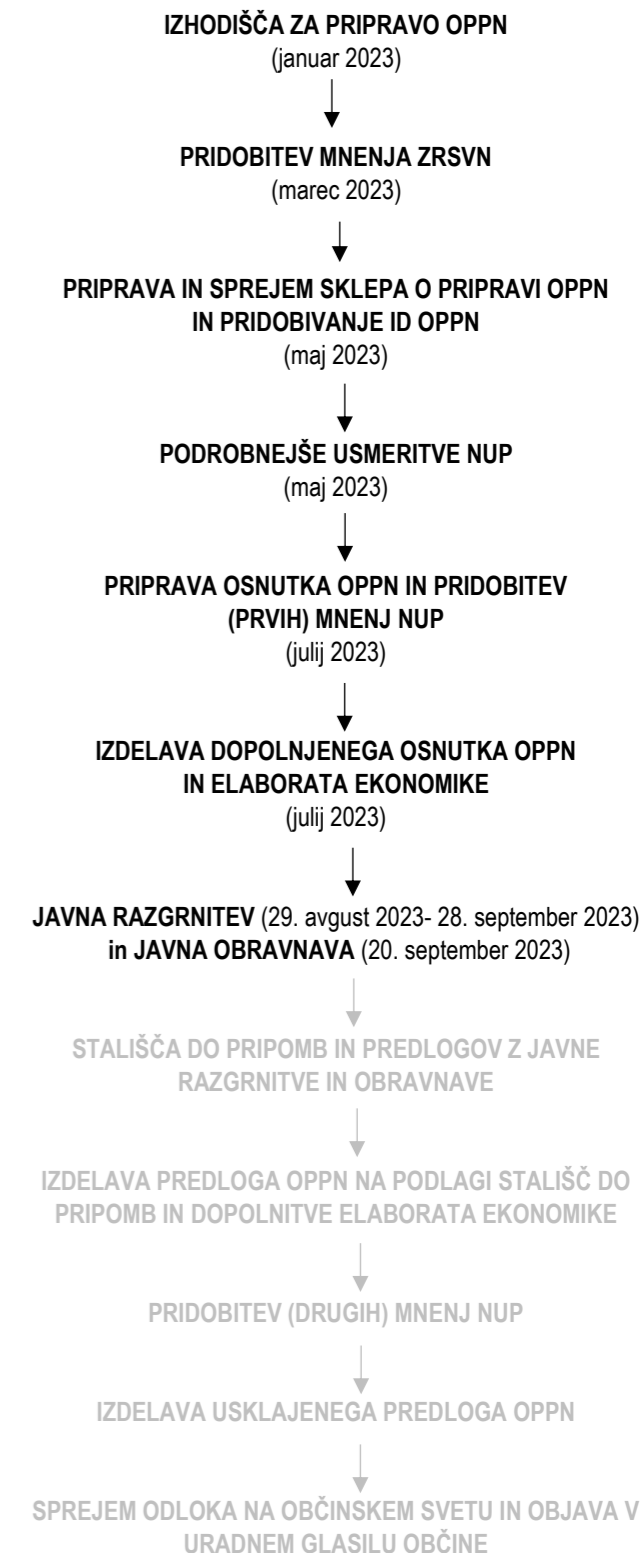 IZHODIŠČA ZA PRIPRAVO OPPN
(januar 2023)
PRIDOBITEV MNENJA ZRSVN
(marec 2023)
PRIPRAVA IN SPREJEM SKLEPA O PRIPRAVI OPPN
IN PRIDOBIVANJE ID OPPN
(maj 2023)
PODROBNEJŠE USMERITVE NUP
(maj 2023)
PRIPRAVA OSNUTKA OPPN IN PRIDOBITEV
(PRVIH) MNENJ NUP
(julij 2023)
IZDELAVA DOPOLNJENEGA OSNUTKA OPPN
IN ELABORATA EKONOMIKE
(julij 2023)
JAVNA RAZGRNITEV (29. avgust 2023- 28. september 2023)
in JAVNA OBRAVNAVA (20. september 2023)
STALIŠČA DO PRIPOMB IN PREDLOGOV Z JAVNE
RAZGRNITVE IN OBRAVNAVE
IZDELAVA PREDLOGA OPPN NA PODLAGI STALIŠČ DO
PRIPOMB IN DOPOLNITVE ELABORATA EKONOMIKE
PRIDOBITEV (DRUGIH) MNENJ NUP
IZDELAVA USKLAJENEGA PREDLOGA OPPN
SPREJEM ODLOKA NA OBČINSKEM SVETU IN OBJAVA V
URADNEM GLASILU OBČINE